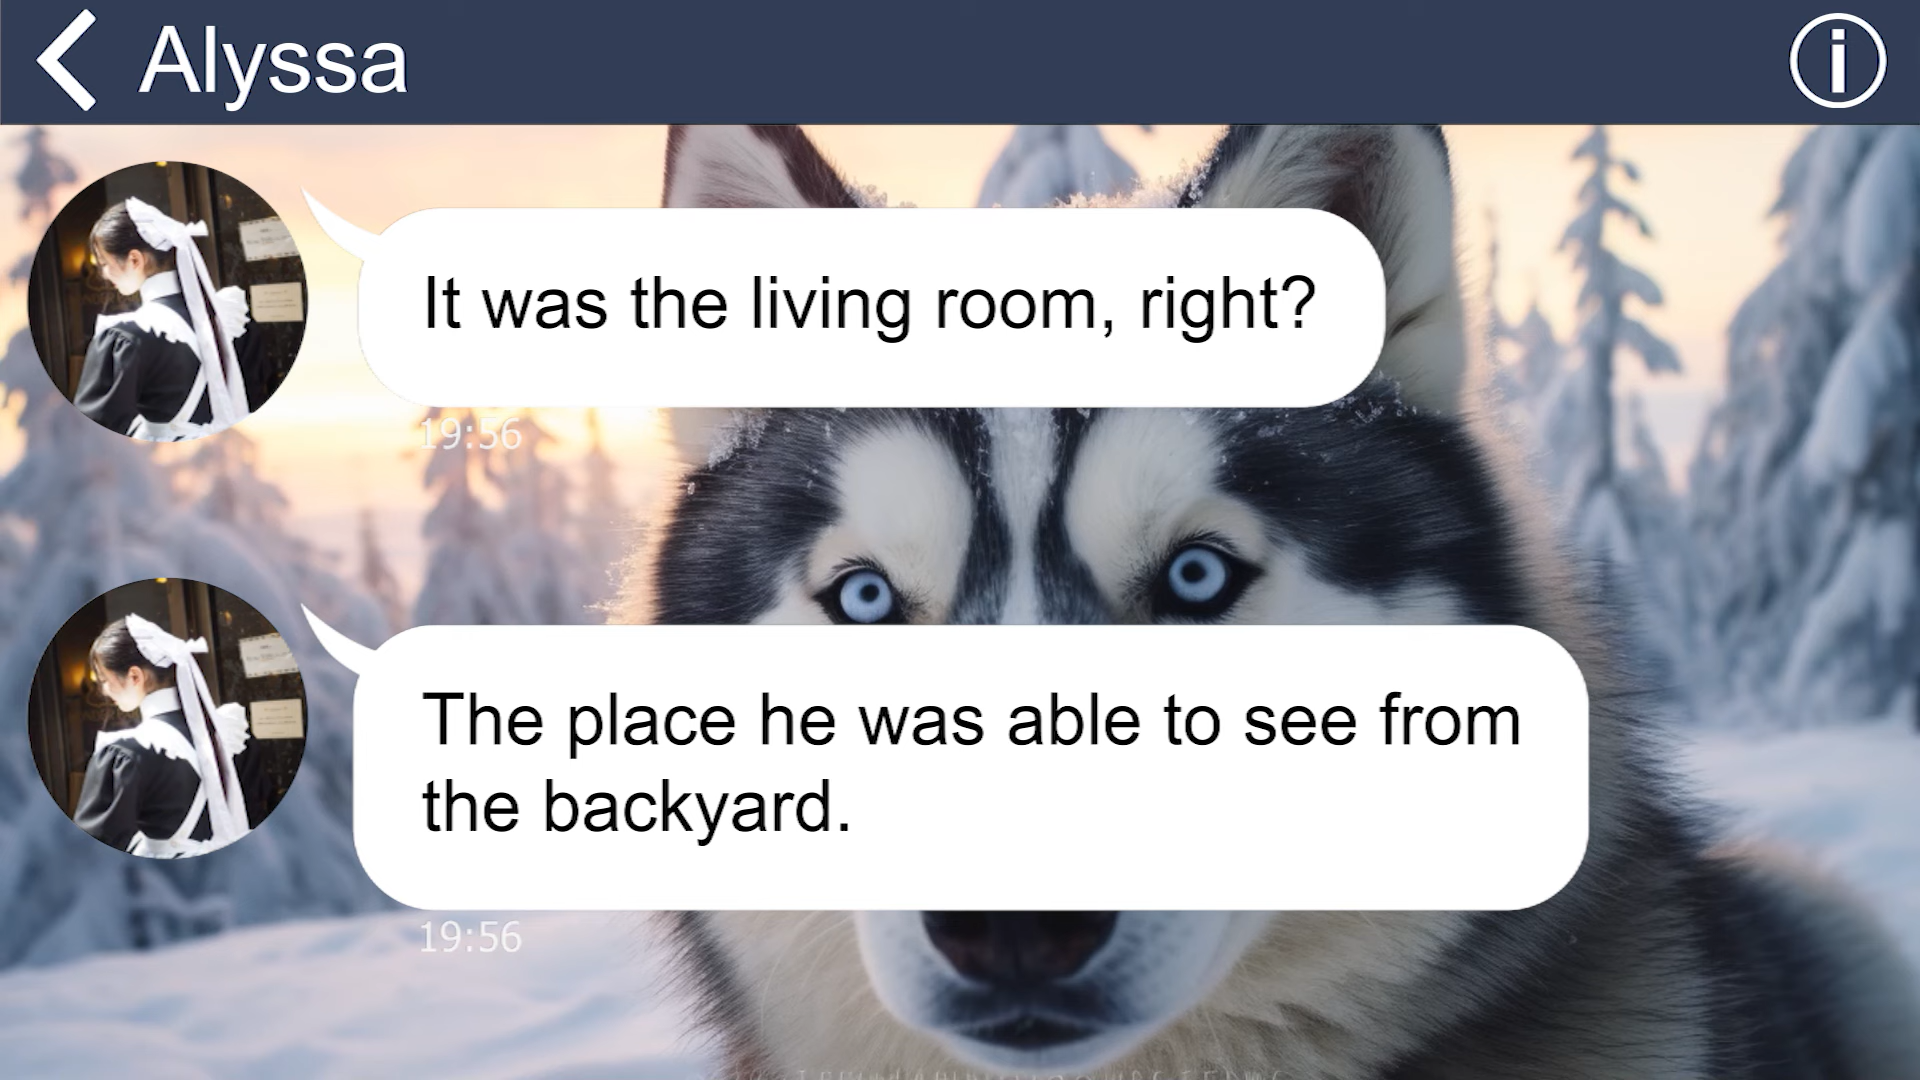 Alyssa
It was the living room, right?
19:56
The place he was able to see from
the backyard.
19:56